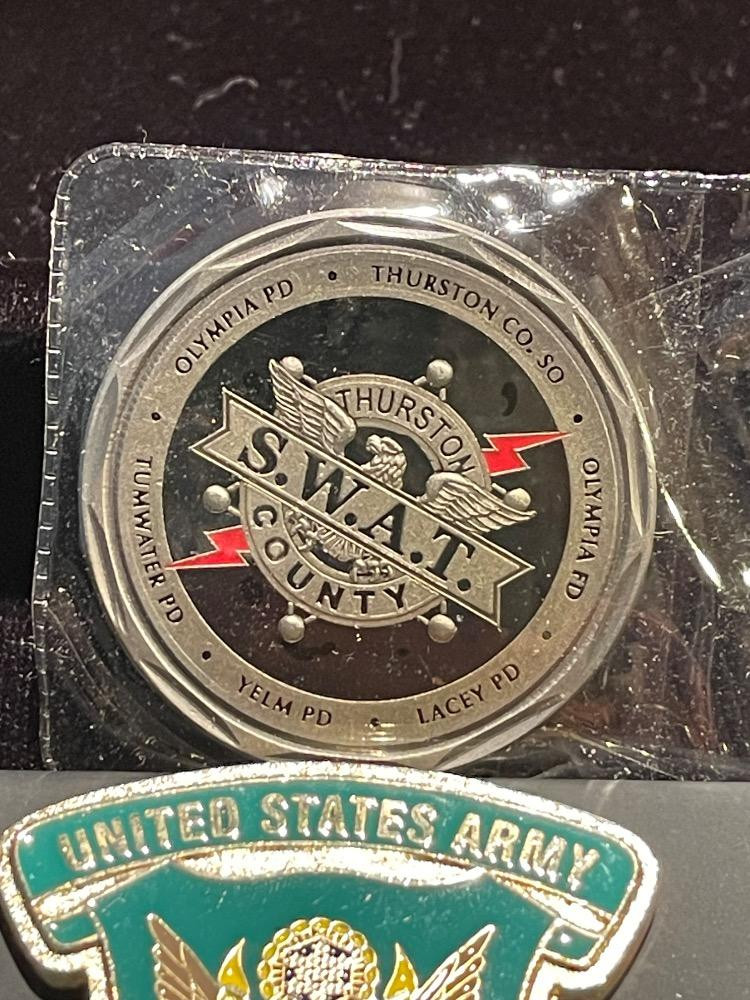 OLYMPIA PD • THURSTON CO. SO • OLYMPIA FD • LACEY PD • YELM PD • TUMWATER PD •
THURSTON
S.W.A.T.
COUNTY
UNITED STATES ARMY